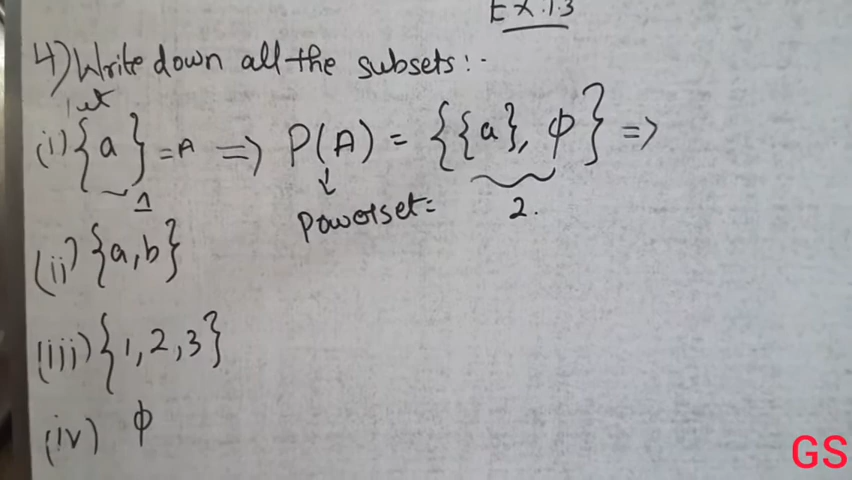 Ex.1.3
4) Write down all the subsets:-
Let
(i) {a} = A => P(A) = {{a}, ϕ} =>
1
Powerset =
2.
(ii) {a,b}
(iii) {1,2,3}
(iv) ϕ
GS